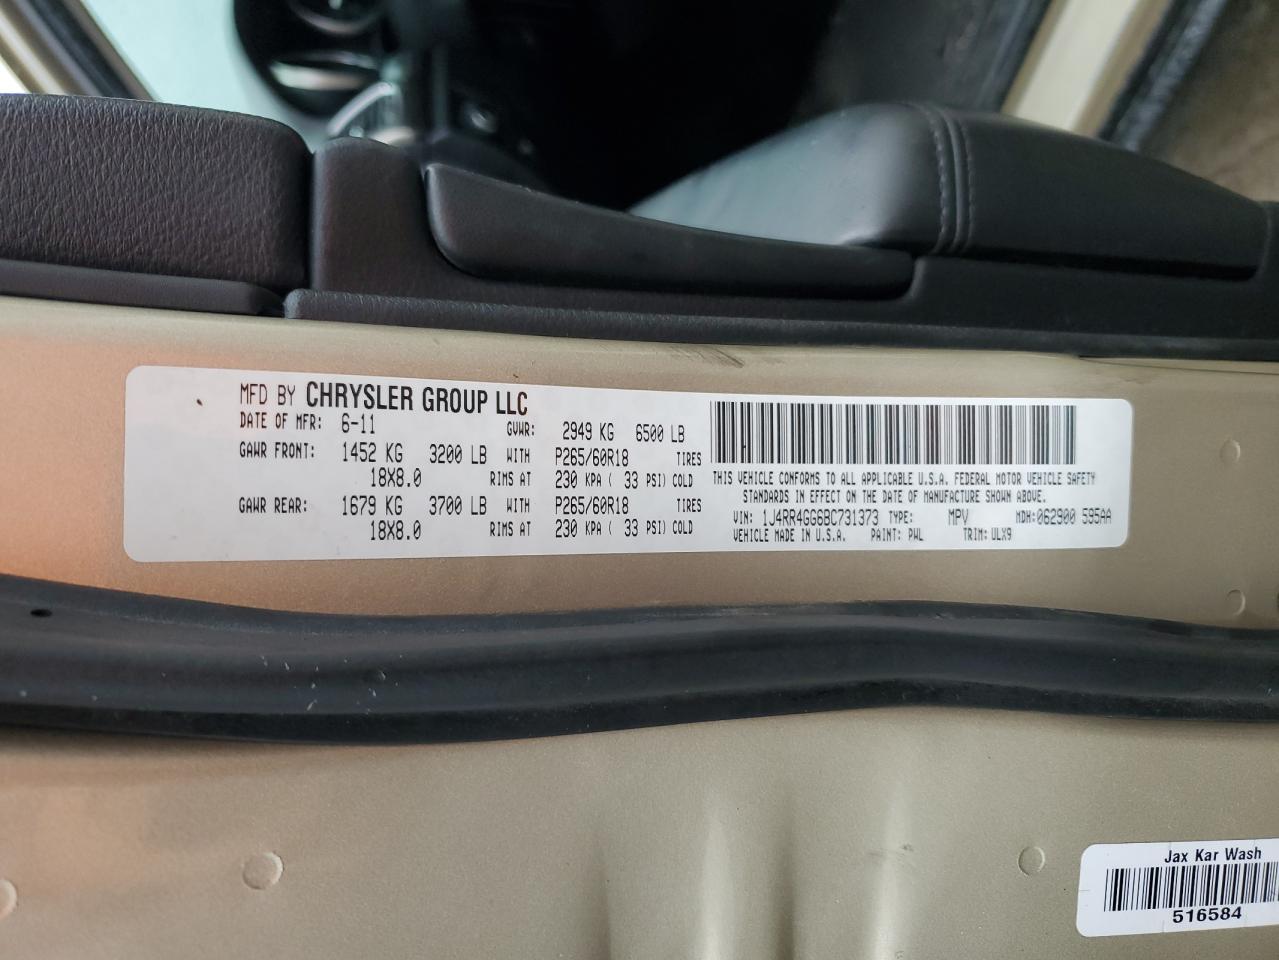 MFD BY CHRYSLER GROUP LLC
DATE OF MFR: 6-11 GVWR: 2949 KG 6500 LB
GAWR FRONT: 1452 KG 3200 LB WITH P265/60R18 TIRES
18X8.0 RIMS AT 230 KPA ( 33 PSI) COLD
GAWR REAR: 1679 KG 3700 LB WITH P265/60R18 TIRES
18X8.0 RIMS AT 230 KPA ( 33 PSI) COLD
THIS VEHICLE CONFORMS TO ALL APPLICABLE U.S.A. FEDERAL MOTOR VEHICLE SAFETY
STANDARDS IN EFFECT ON THE DATE OF MANUFACTURE SHOWN ABOVE.
VIN: 1J4RR4GG6BC731373 TYPE: MPV MDH:062900 595AA
VEHICLE MADE IN U.S.A. PAINT: PWL TRIM: ULX9
Jax Kar Wash
516584